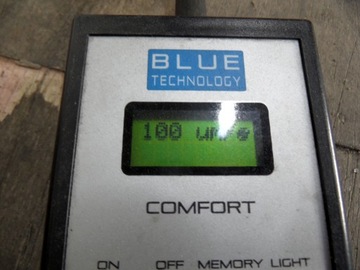 BLUE
TECHNOLOGY
100
COMFORT
ON OFF MEMORY LIGHT